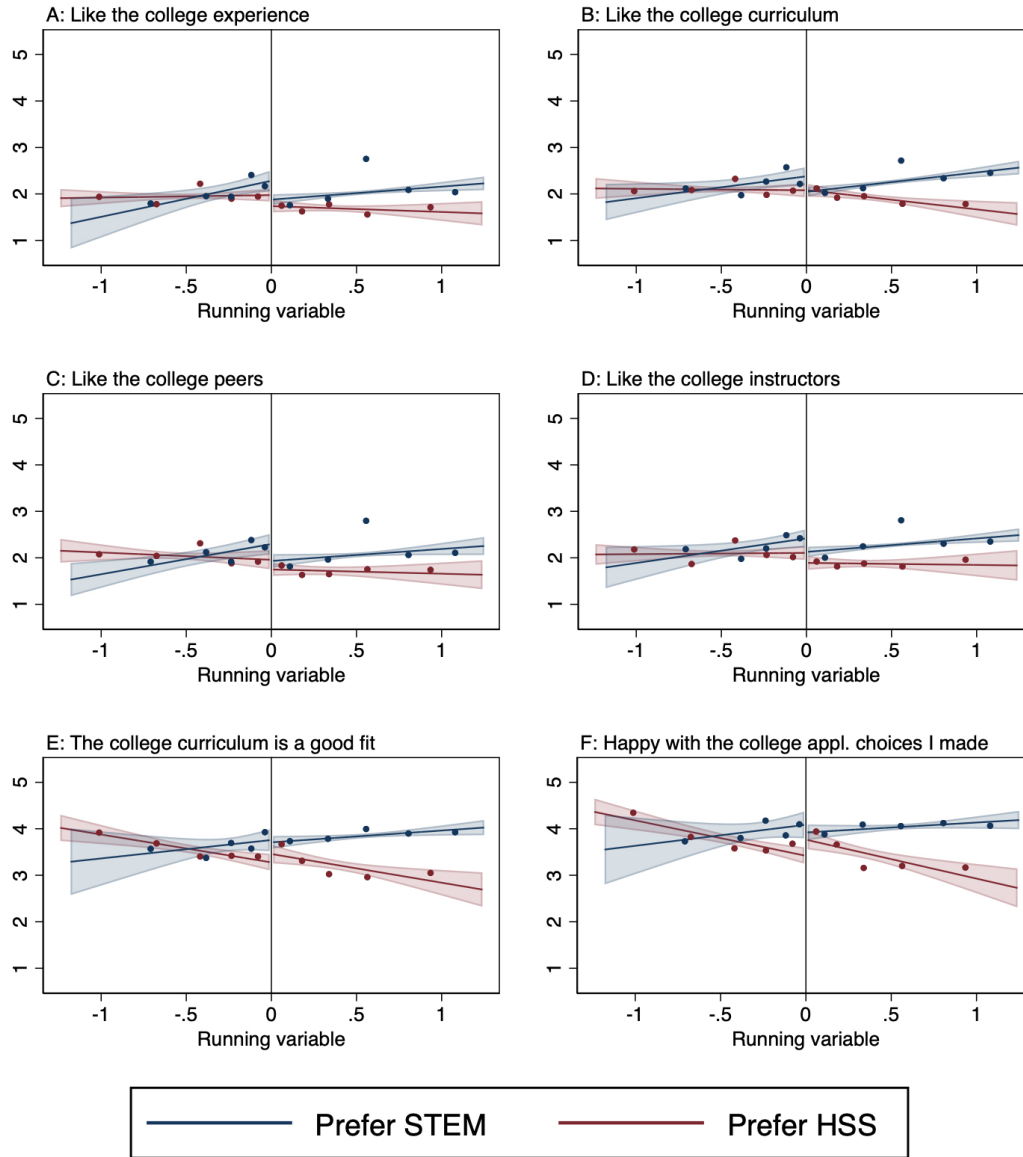 A: Like the college experience
5
4
3
2
1
-1 -.5 0 .5 1
Running variable
B: Like the college curriculum
5
4
3
2
1
-1 -.5 0 .5 1
Running variable
C: Like the college peers
5
4
3
2
1
-1 -.5 0 .5 1
Running variable
D: Like the college instructors
5
4
3
2
1
-1 -.5 0 .5 1
Running variable
E: The college curriculum is a good fit
5
4
3
2
1
-1 -.5 0 .5 1
Running variable
F: Happy with the college appl. choices I made
5
4
3
2
1
-1 -.5 0 .5 1
Running variable
Prefer STEM Prefer HSS